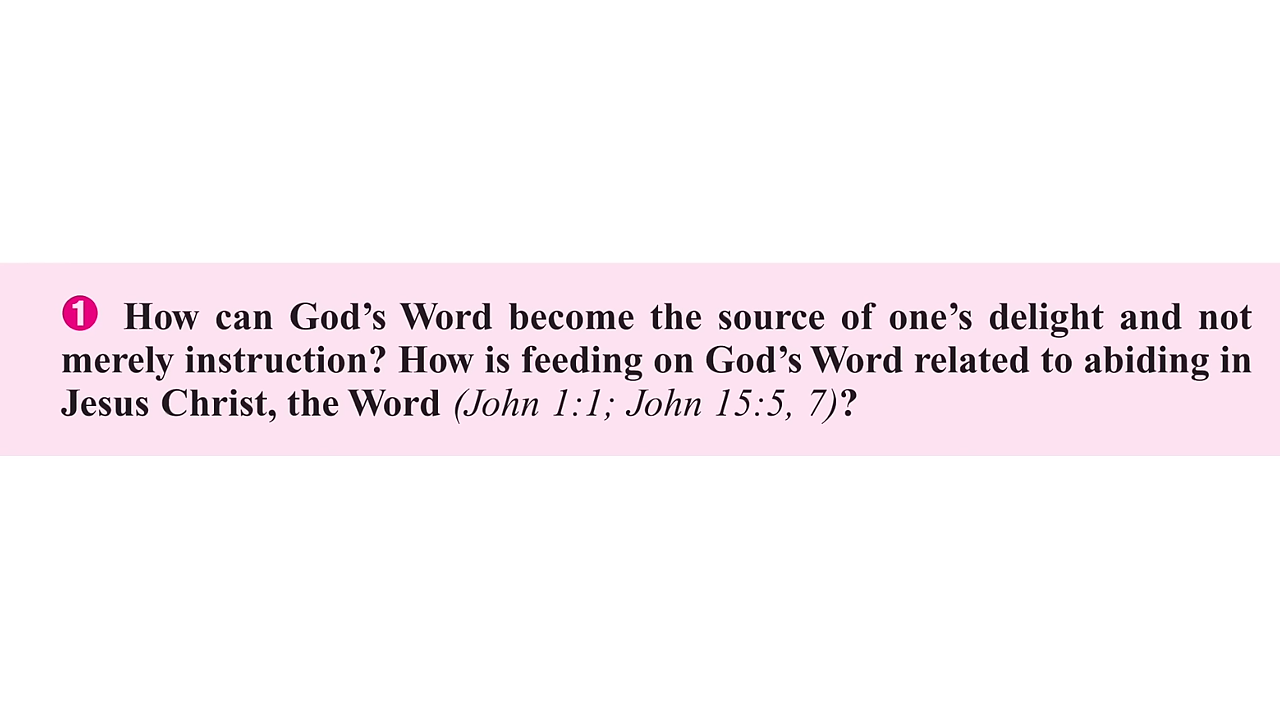 ❶ How can God’s Word become the source of one’s delight and not
merely instruction? How is feeding on God’s Word related to abiding in
Jesus Christ, the Word (John 1:1; John 15:5, 7)?